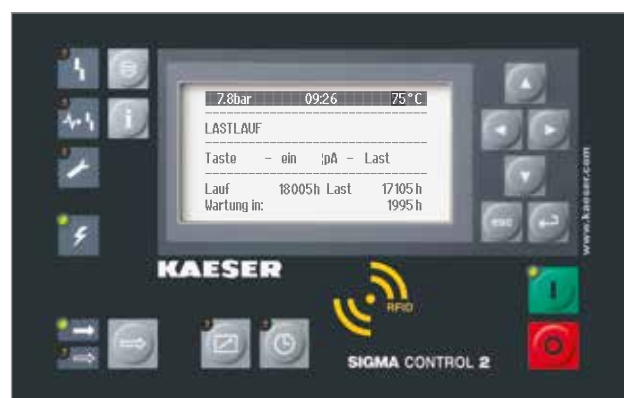 7.8bar 09:26 75°C
LASTLAUF
Taste - ein ¦pA - Last
Lauf 18005h Last 17105 h
Wartung in: 1995 h
i
esc
www.kaeser.com
KAESER
RFID
I
O
SIGMA CONTROL 2